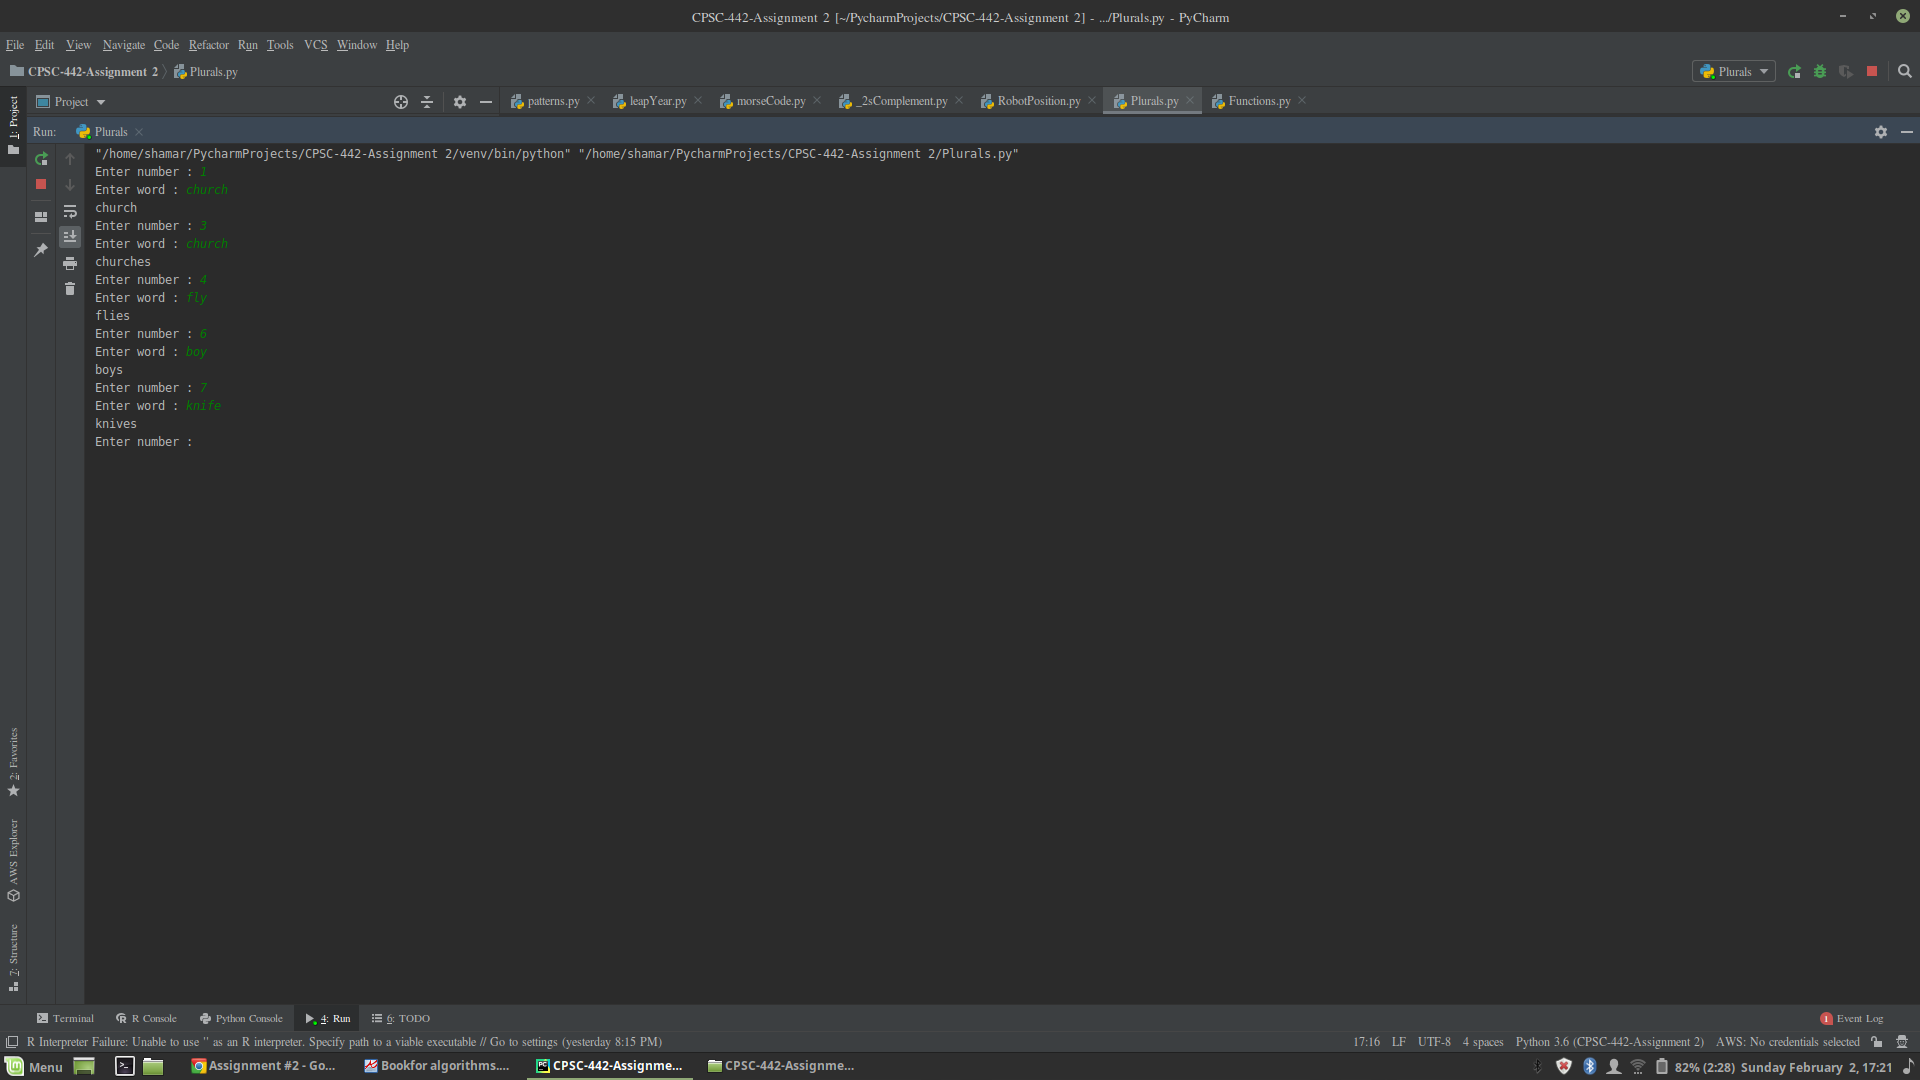 CPSC-442-Assignment 2 [~/PycharmProjects/CPSC-442-Assignment 2] - .../Plurals.py - PyCharm
File Edit View Navigate Code Refactor Run Tools VCS Window Help
CPSC-442-Assignment 2 Plurals.py Plurals
1: Project
Project patterns.py leapYear.py morseCode.py _2sComplement.py RobotPosition.py Plurals.py Functions.py
Run: Plurals
"/home/shamar/PycharmProjects/CPSC-442-Assignment 2/venv/bin/python" "/home/shamar/PycharmProjects/CPSC-442-Assignment 2/Plurals.py"
Enter number : 1
Enter word : church
church
Enter number : 3
Enter word : church
churches
Enter number : 4
Enter word : fly
flies
Enter number : 6
Enter word : boy
boys
Enter number : 7
Enter word : knife
knives
Enter number :
2: Favorites
AWS Explorer
7: Structure
Terminal R Console Python Console 4: Run 6: TODO 1 Event Log
R Interpreter Failure: Unable to use '' as an R interpreter. Specify path to a viable executable // Go to settings (yesterday 8:15 PM) 17:16 LF UTF-8 4 spaces Python 3.6 (CPSC-442-Assignment 2) AWS: No credentials selected
Menu Assignment #2 - Go... Bookfor algorithms.... CPSC-442-Assignme... CPSC-442-Assignme... 82% (2:28) Sunday February 2, 17:21